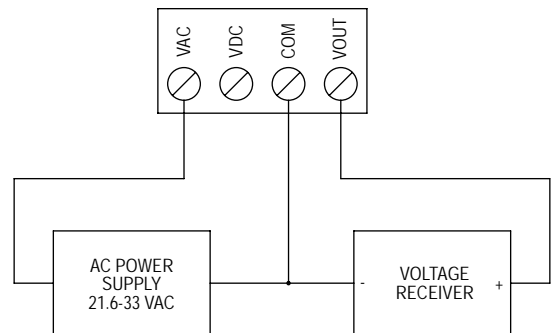 VAC
VDC
COM
VOUT
AC POWER
SUPPLY
21.6-33 VAC
-
VOLTAGE
RECEIVER
+